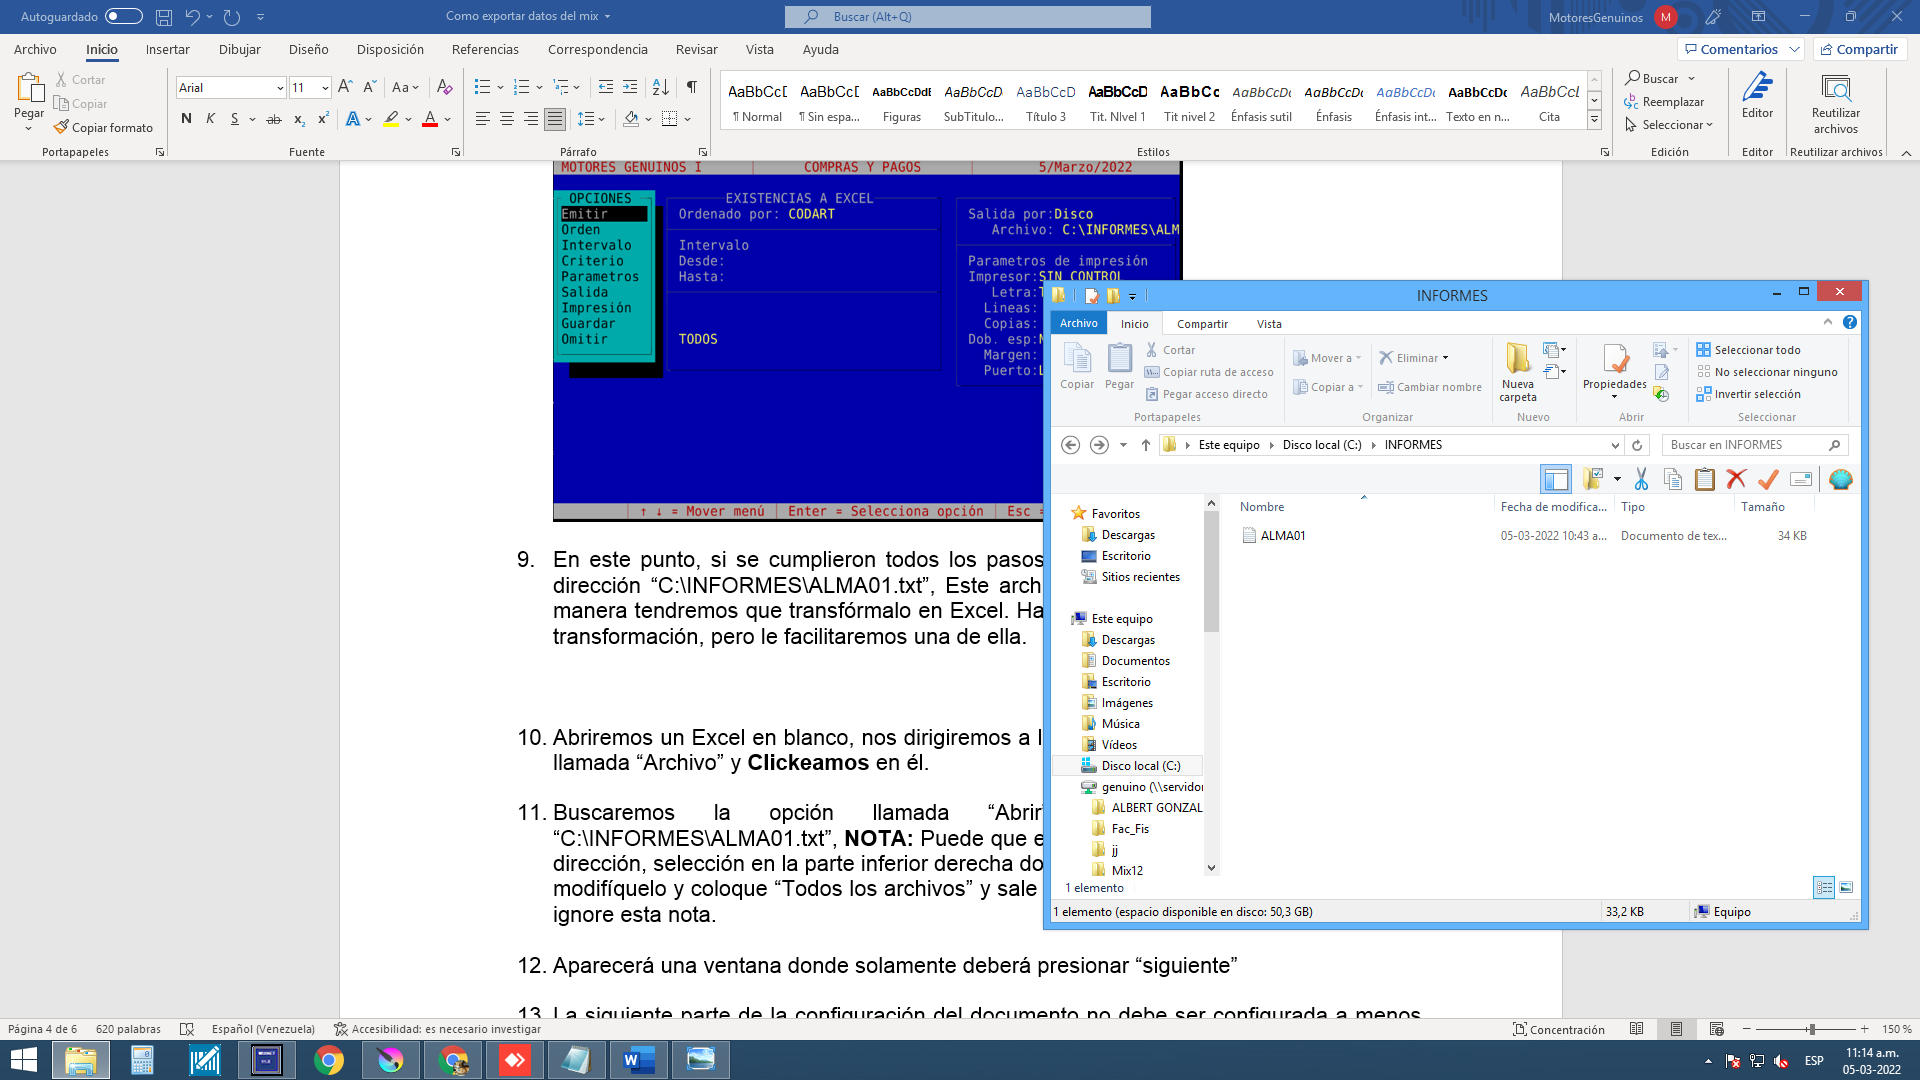 Autoguardado
Como exportar datos del mix
Buscar (Alt+Q)
MotoresGenuinos
M
Archivo Inicio Insertar Dibujar Diseño Disposición Referencias Correspondencia Revisar Vista Ayuda
Comentarios Compartir
Pegar
Cortar
Copiar
Copiar formato
Portapapeles
Arial 11
Aa
N K S ab x₂ x²
Fuente
Párrafo
AaBbCcI AaBbCcI AaBbCcDdE AaBbCcD AaBbCcD AaBbCcD AaBbCc AaBbCcDc AaBbCcDc AaBbCcDc AaBbCcDc AaBbCcL
¶ Normal ¶ Sin espa... Figuras SubTitulo... Título 3 Tit. NIvel 1 Tit nivel 2 Énfasis sutil Énfasis Énfasis int... Texto en n... Cita
Estilos
Buscar
Reemplazar
Seleccionar
Edición
Editor
Editor
Reutilizar archivos
Reutilizar archivos
MOTORES GENUINOS I COMPRAS Y PAGOS 5/Marzo/2022
OPCIONES
Emitir
Orden
Intervalo
Criterio
Parametros
Salida
Impresión
Guardar
Omitir
EXISTENCIAS A EXCEL
Ordenado por: CODART
Intervalo
Desde:
Hasta:
TODOS
Salida por:Disco
Archivo: C:\INFORMES\ALM
Parametros de impresión
Impresor:SIN CONTROL
Letra:
Lineas:
Copias:
Dob. esp:
Margen:
Puerto:
↑ ↓ = Mover menú Enter = Selecciona opción Esc =
9. En este punto, si se cumplieron todos los pasos
dirección “C:\INFORMES\ALMA01.txt”, Este arch
manera tendremos que transfórmalo en Excel. Ha
transformación, pero le facilitaremos una de ella.
10. Abriremos un Excel en blanco, nos dirigiremos a l
llamada “Archivo” y Clickeamos en él.
11. Buscaremos la opción llamada “Abrir
“C:\INFORMES\ALMA01.txt”, NOTA: Puede que e
dirección, selección en la parte inferior derecha do
modifíquelo y coloque “Todos los archivos” y sale
ignore esta nota.
12. Aparecerá una ventana donde solamente deberá presionar “siguiente”
13. La siguiente parte de la configuración del documento no debe ser configurada a menos
INFORMES
Archivo Inicio Compartir Vista
Copiar
Pegar
Cortar
Copiar ruta de acceso
Pegar acceso directo
Portapapeles
Mover a
Copiar a
Eliminar
Cambiar nombre
Organizar
Nueva carpeta
Nuevo
Propiedades
Abrir
Seleccionar todo
No seleccionar ninguno
Invertir selección
Seleccionar
Este equipo Disco local (C:) INFORMES
Buscar en INFORMES
Nombre Fecha de modifica... Tipo Tamaño
ALMA01 05-03-2022 10:43 a... Documento de tex... 34 KB
Favoritos
Descargas
Escritorio
Sitios recientes
Este equipo
Descargas
Documentos
Escritorio
Imágenes
Música
Vídeos
Disco local (C:)
genuino (\\servidor
ALBERT GONZAL
Fac_Fis
jj
Mix12
1 elemento
1 elemento (espacio disponible en disco: 50,3 GB) 33,2 KB Equipo
Página 4 de 6 620 palabras Español (Venezuela) Accesibilidad: es necesario investigar
Concentración
150 %
ESP
11:14 a.m.
05-03-2022